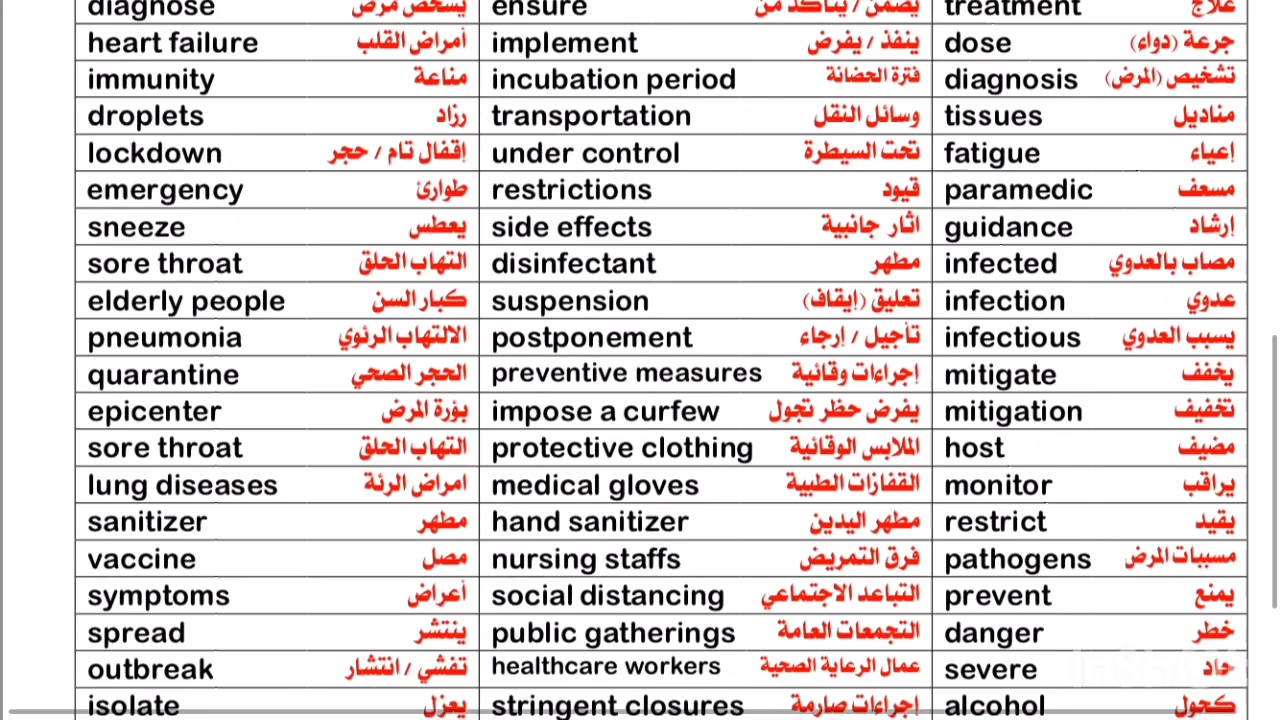 diagnose يشخص مرض ensure يضمن / يتأكد من treatment علاج
heart failure أمراض القلب implement ينفذ / يفرض dose جرعة (دواء)
immunity مناعة incubation period فترة الحضانة diagnosis تشخيص (المرض)
droplets رزاد transportation وسائل النقل tissues مناديل
lockdown إقفال تام / حجر under control تحت السيطرة fatigue إعياء
emergency طوارئ restrictions قيود paramedic مسعف
sneeze يعطس side effects اثار جانبية guidance إرشاد
sore throat التهاب الحلق disinfectant مطهر infected مصاب بالعدوي
elderly people كبار السن suspension تعليق (إيقاف) infection عدوي
pneumonia الالتهاب الرئوي postponement تأجيل / إرجاء infectious يسبب العدوي
quarantine الحجر الصحي preventive measures إجراءات وقائية mitigate يخفف
epicenter بؤرة المرض impose a curfew يفرض حظر تجول mitigation تخفيف
sore throat التهاب الحلق protective clothing الملابس الوقائية host مضيف
lung diseases امراض الرئة medical gloves القفازات الطبية monitor يراقب
sanitizer مطهر hand sanitizer مطهر اليدين restrict يقيد
vaccine مصل nursing staffs فرق التمريض pathogens مسببات المرض
symptoms أعراض social distancing التباعد الاجتماعي prevent يمنع
spread ينتشر public gatherings التجمعات العامة danger خطر
outbreak تفشي / انتشار healthcare workers عمال الرعاية الصحية severe حاد
isolate يعزل stringent closures إجراءات صارمة alcohol كحول